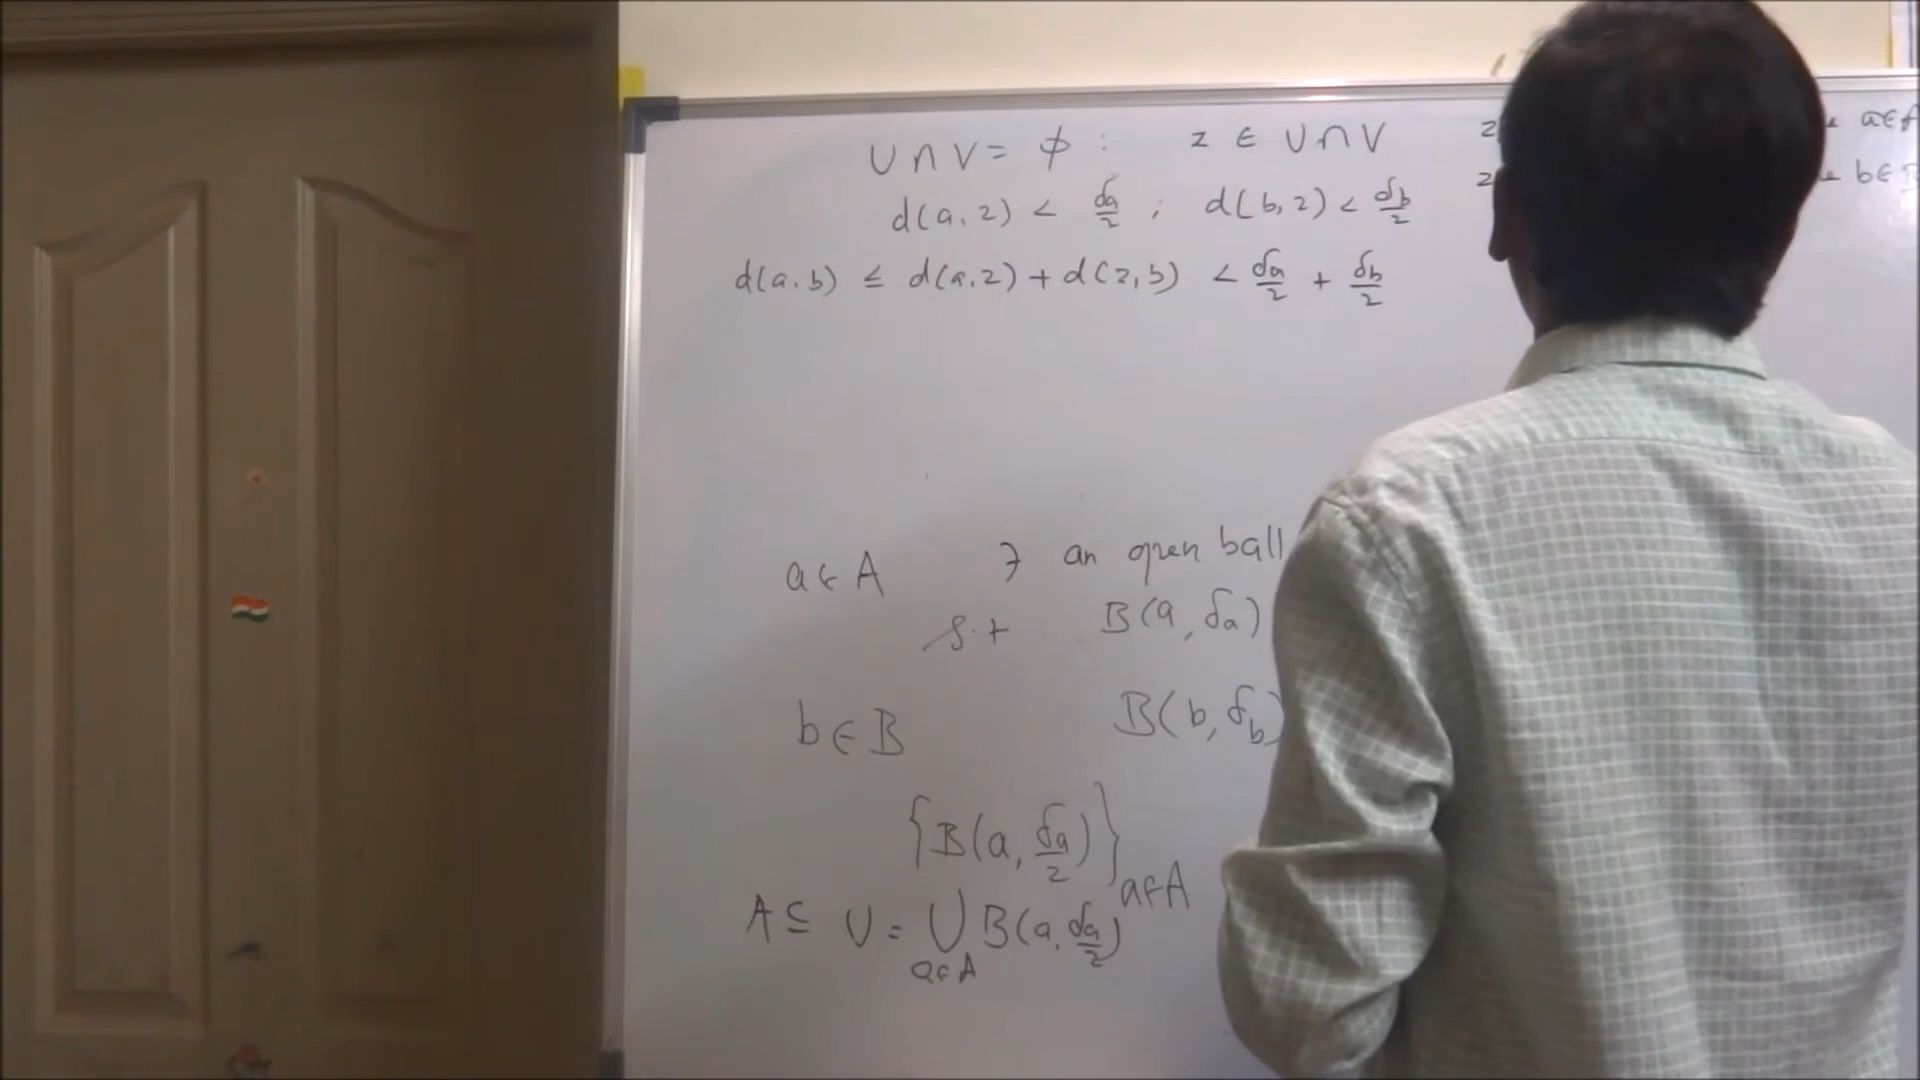 U ∩ V = ϕ : z ∈ U ∩ V
d(a, z) < δa/2 ; d(b, z) < δb/2
d(a, b) ≤ d(a, z) + d(z, b) < δa/2 + δb/2
z a ∈ A
z b ∈ B
a ∈ A ∃ an open ball
s.t B(a, δa)
b ∈ B B(b, δb)
{B(a, δa/2)}a∈A
A ⊆ U = ⋃a∈A B(a, δa/2)